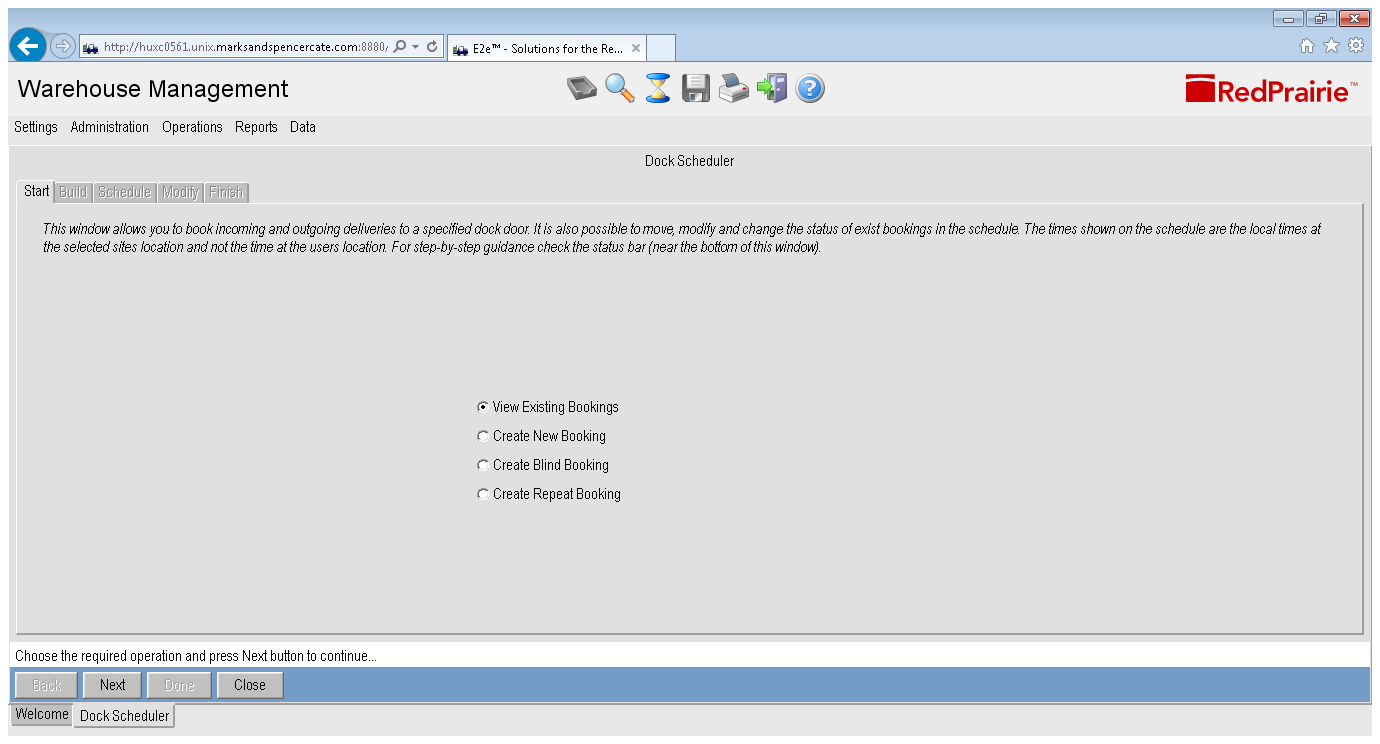 http://huxc0561.unix.marksandspencercate.com:8880/
E2e™ - Solutions for the Re...
Warehouse Management
RedPrairie™
Settings Administration Operations Reports Data
Dock Scheduler
Start Build Schedule Modify Finish
This window allows you to book incoming and outgoing deliveries to a specified dock door. It is also possible to move, modify and change the status of exist bookings in the schedule. The times shown on the schedule are the local times at
the selected sites location and not the time at the users location. For step-by-step guidance check the status bar (near the bottom of this window).
View Existing Bookings
Create New Booking
Create Blind Booking
Create Repeat Booking
Choose the required operation and press Next button to continue...
Back Next Done Close
Welcome Dock Scheduler